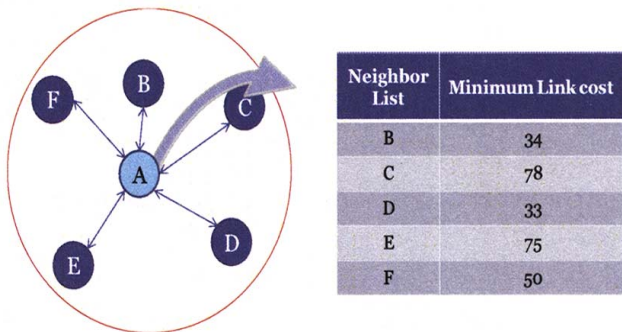 B
F
C
A
D
E
Neighbor List
Minimum Link cost
B 34
C 78
D 33
E 75
F 50